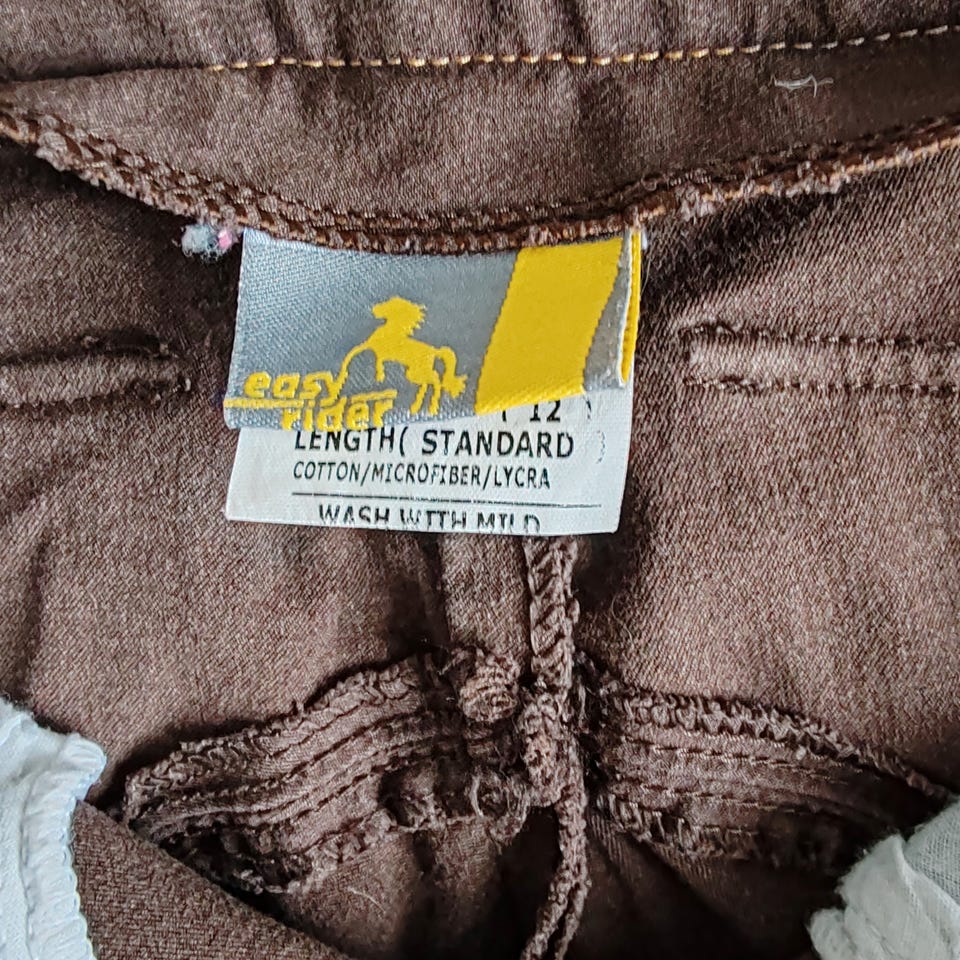 easy
rider
( 12 )
LENGTH( STANDARD )
COTTON/MICROFIBER/LYCRA
WASH WITH MILD